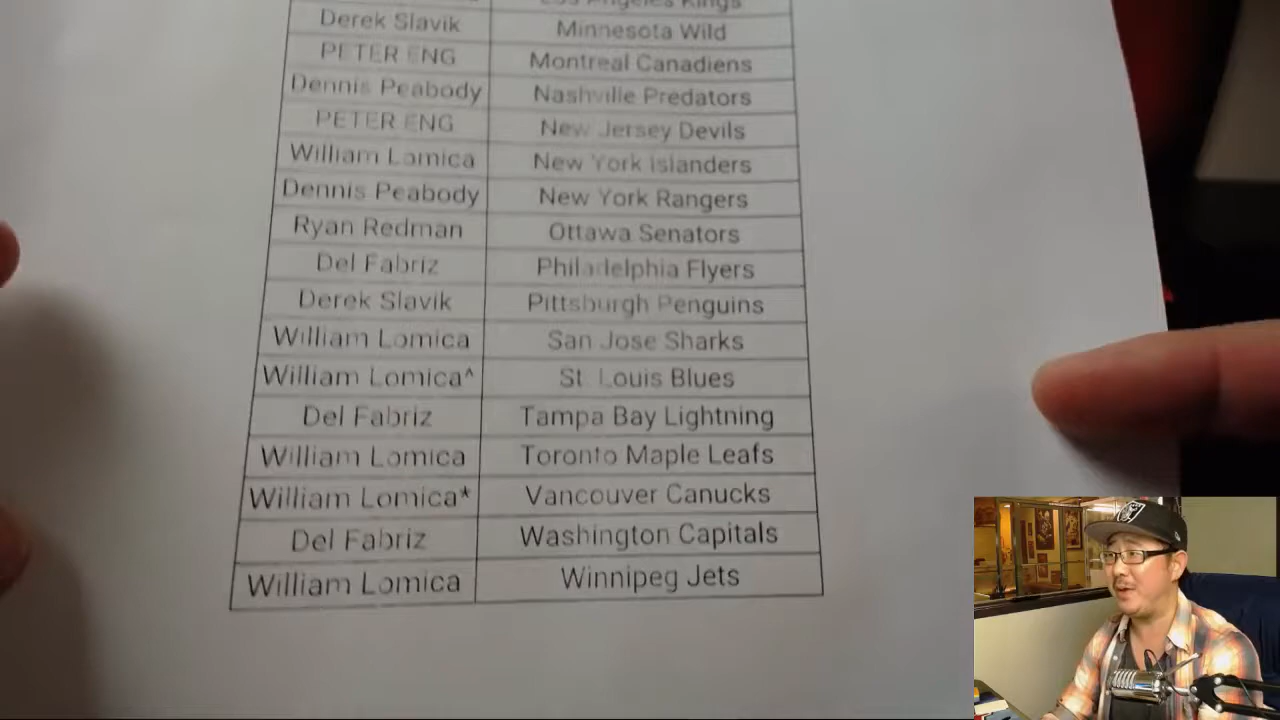 Los Angeles Kings
Derek Slavik Minnesota Wild
PETER ENG Montreal Canadiens
Dennis Peabody Nashville Predators
PETER ENG New Jersey Devils
William Lomica New York Islanders
Dennis Peabody New York Rangers
Ryan Redman Ottawa Senators
Del Fabriz Philadelphia Flyers
Derek Slavik Pittsburgh Penguins
William Lomica San Jose Sharks
William Lomica^ St. Louis Blues
Del Fabriz Tampa Bay Lightning
William Lomica Toronto Maple Leafs
William Lomica* Vancouver Canucks
Del Fabriz Washington Capitals
William Lomica Winnipeg Jets